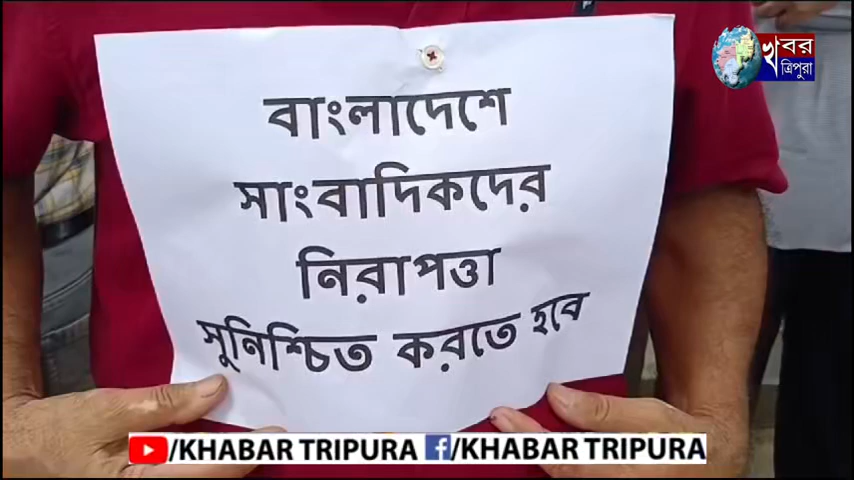 খবর
ত্রিপুরা
বাংলাদেশে
সাংবাদিকদের
নিরাপত্তা
সুনিশ্চিত করতে হবে
/KHABAR TRIPURA f/KHABAR TRIPURA